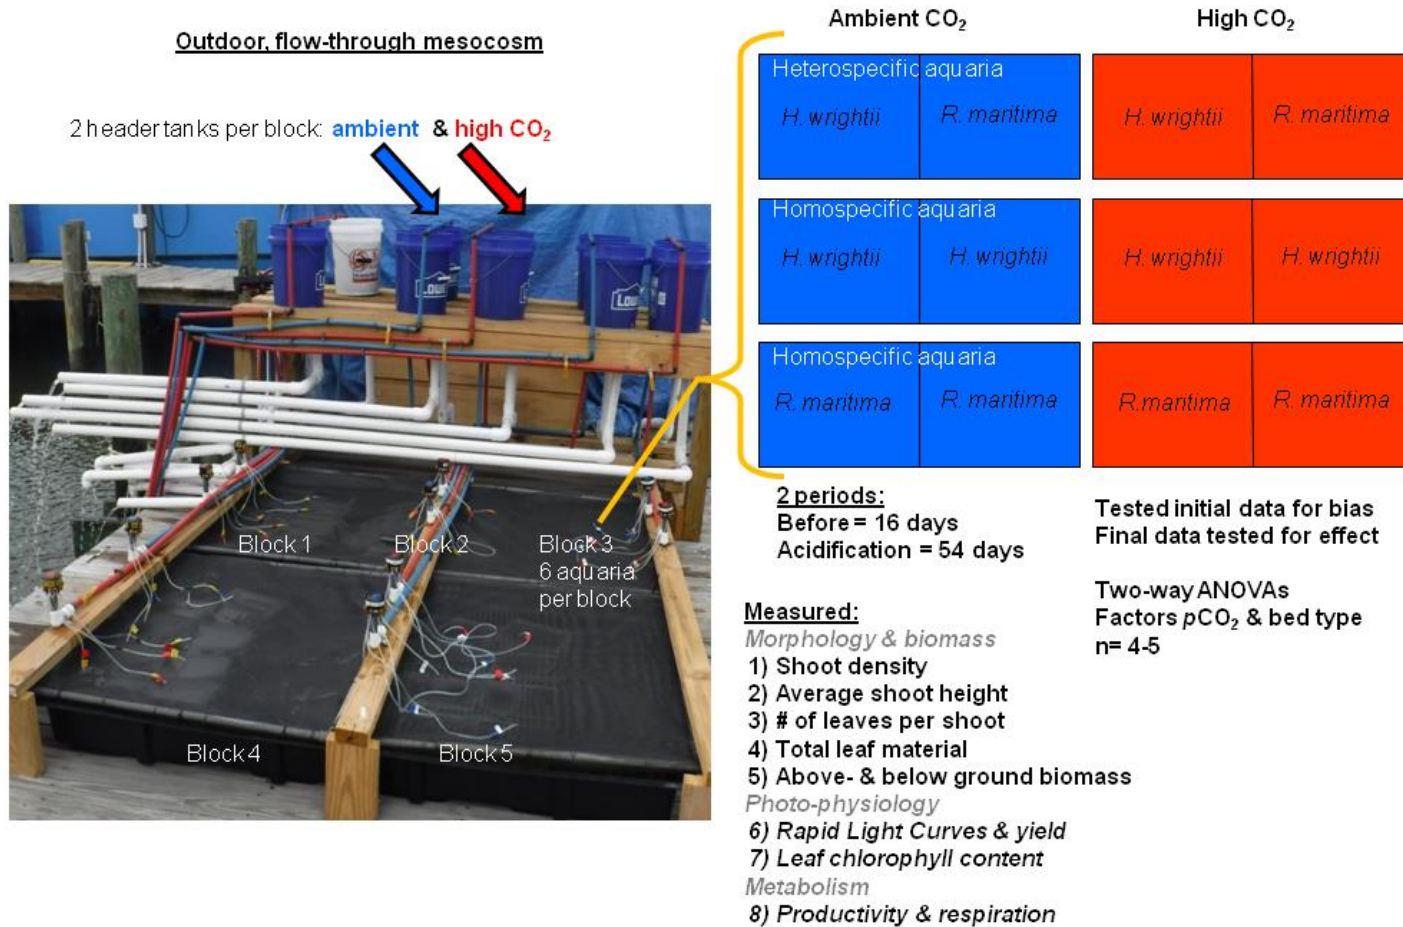 Outdoor, flow-through mesocosm
2 header tanks per block: ambient & high CO₂
LOWE
LOWE
LOW
Block 1
Block 2
Block 3
6 aquaria
per block
Block 4
Block 5
Ambient CO₂
High CO₂
Heterospecific aquaria
H. wrightii
R. maritima
H. wrightii
R. maritima
Homospecific aquaria
H. wrightii
H. wrightii
H. wrightii
H. wrightii
Homospecific aquaria
R. maritima
R. maritima
R.maritima
R. maritima
2 periods:
Before = 16 days
Acidification = 54 days
Tested initial data for bias
Final data tested for effect
Two-way ANOVAs
Factors pCO₂ & bed type
n= 4-5
Measured:
Morphology & biomass
1) Shoot density
2) Average shoot height
3) # of leaves per shoot
4) Total leaf material
5) Above- & below ground biomass
Photo-physiology
6) Rapid Light Curves & yield
7) Leaf chlorophyll content
Metabolism
8) Productivity & respiration